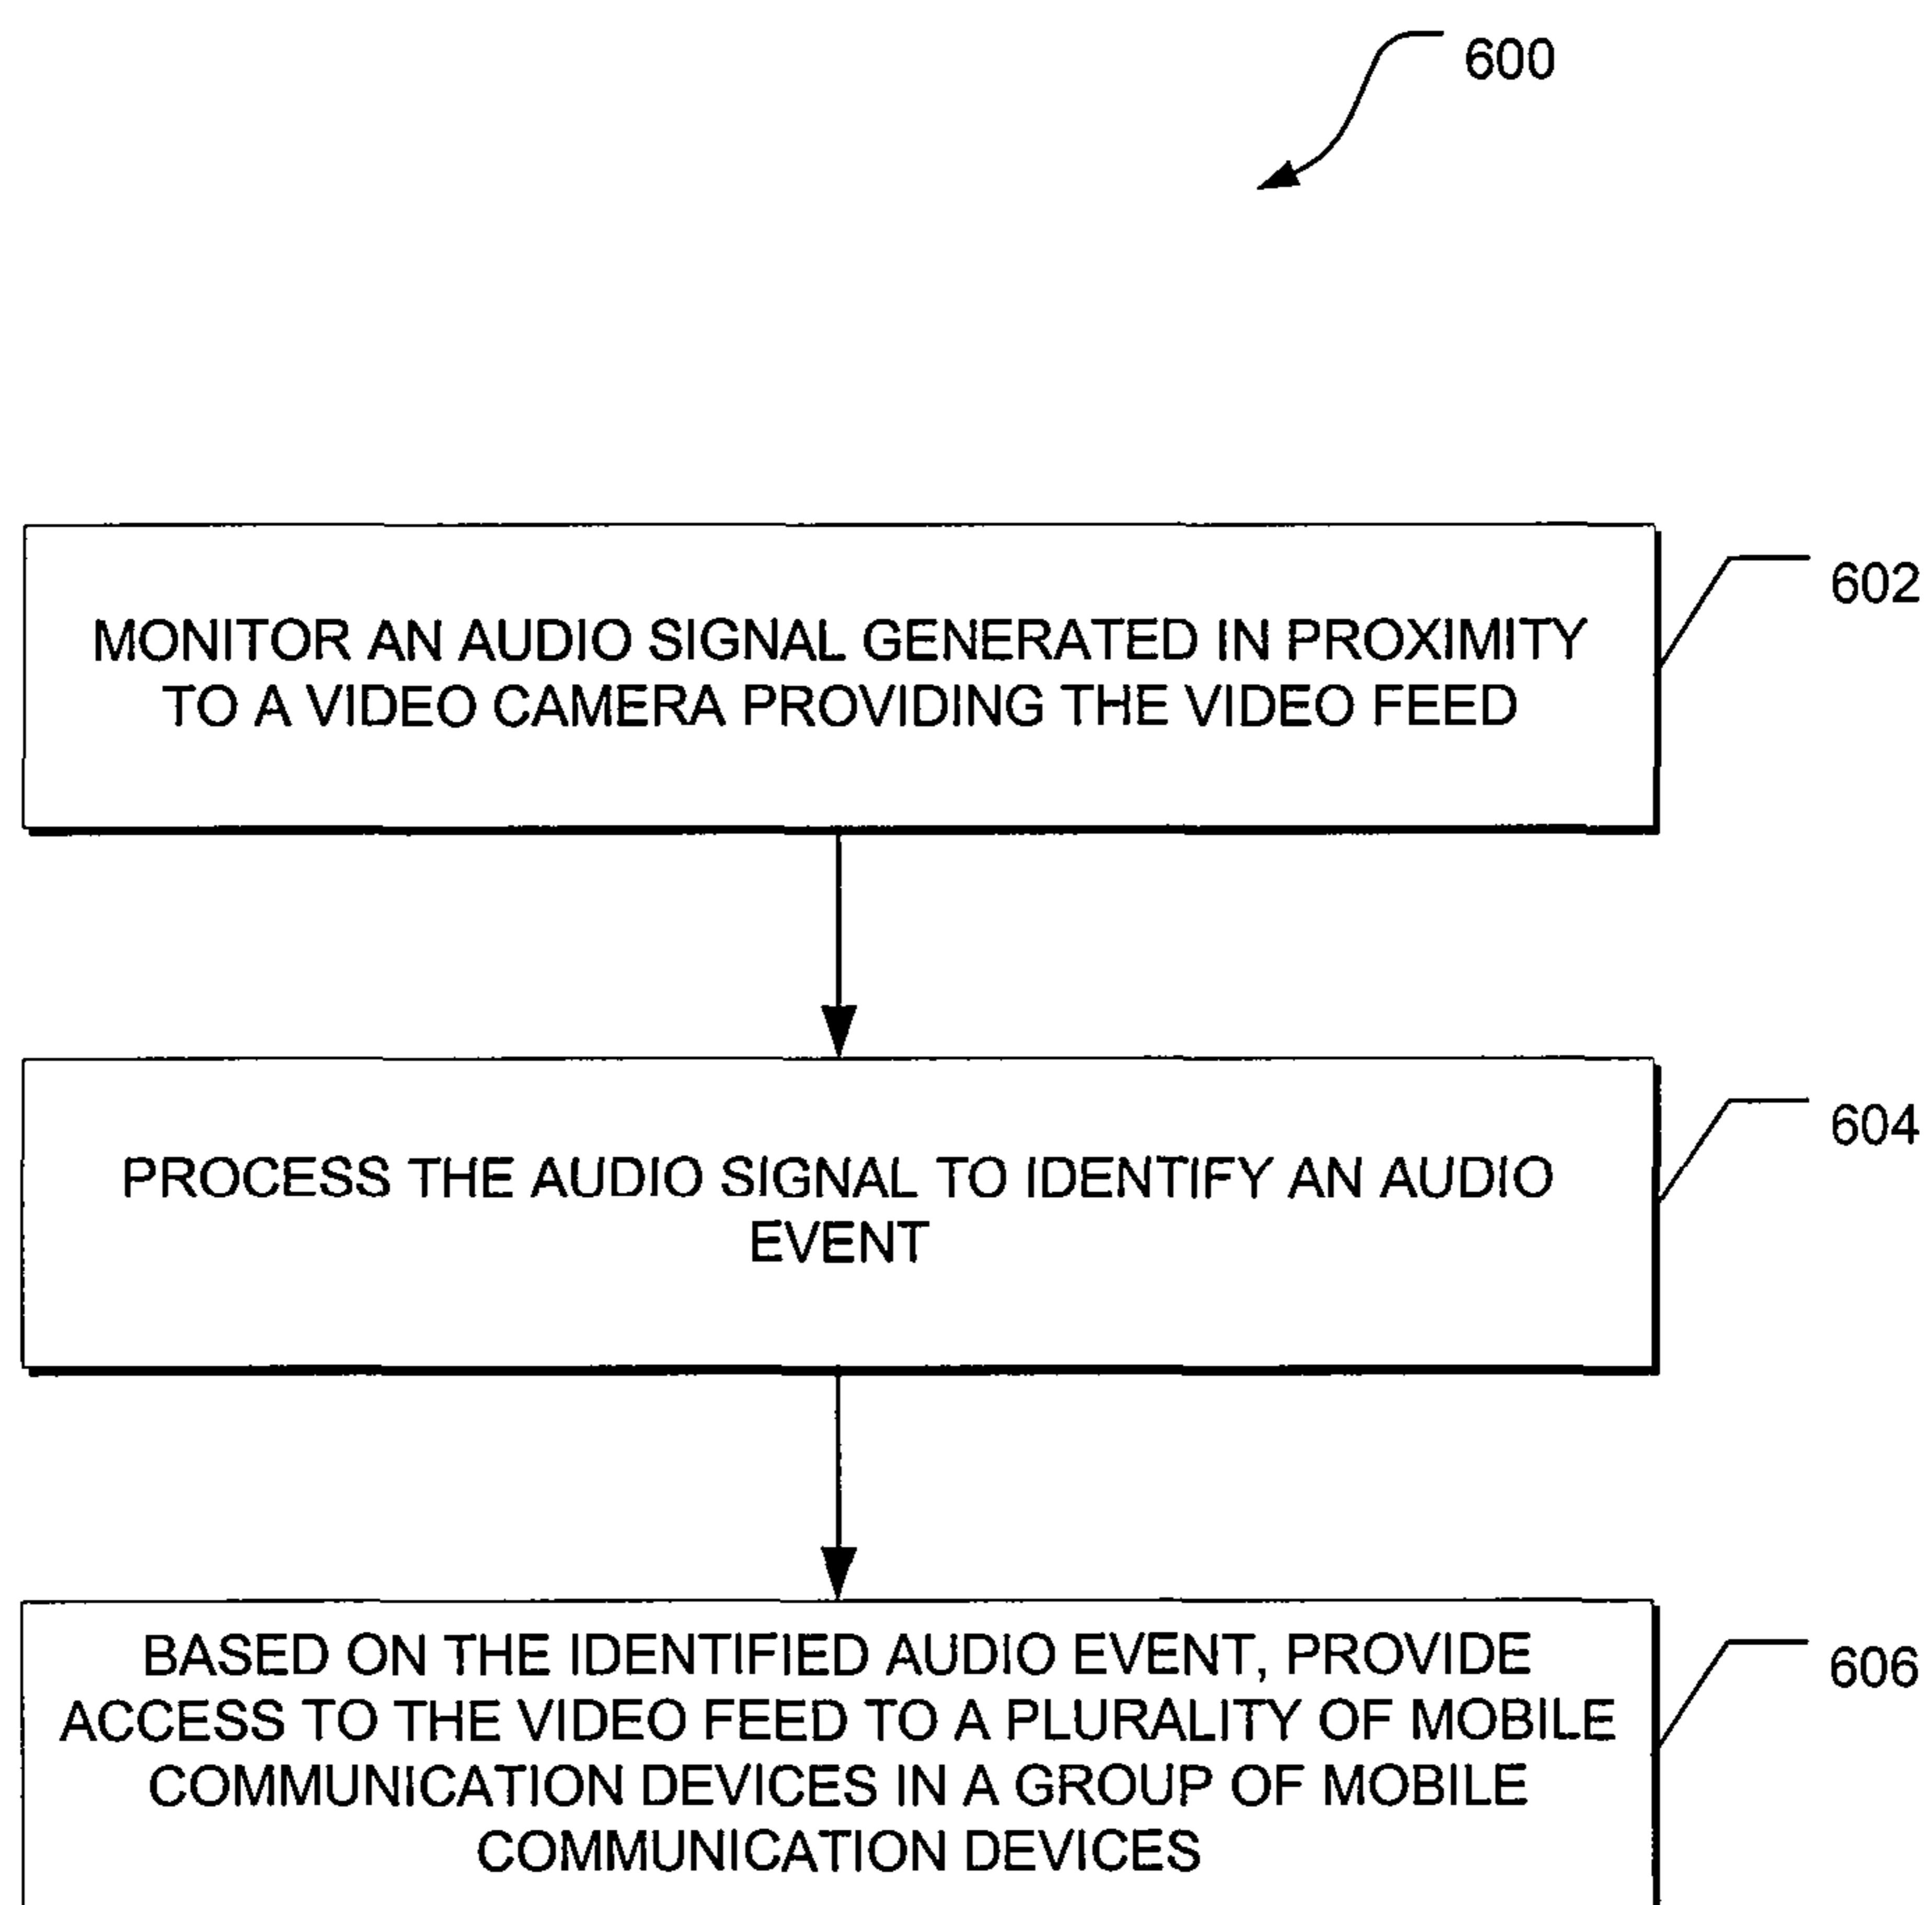 600
MONITOR AN AUDIO SIGNAL GENERATED IN PROXIMITY
TO A VIDEO CAMERA PROVIDING THE VIDEO FEED
602
PROCESS THE AUDIO SIGNAL TO IDENTIFY AN AUDIO
EVENT
604
BASED ON THE IDENTIFIED AUDIO EVENT, PROVIDE
ACCESS TO THE VIDEO FEED TO A PLURALITY OF MOBILE
COMMUNICATION DEVICES IN A GROUP OF MOBILE
COMMUNICATION DEVICES
606